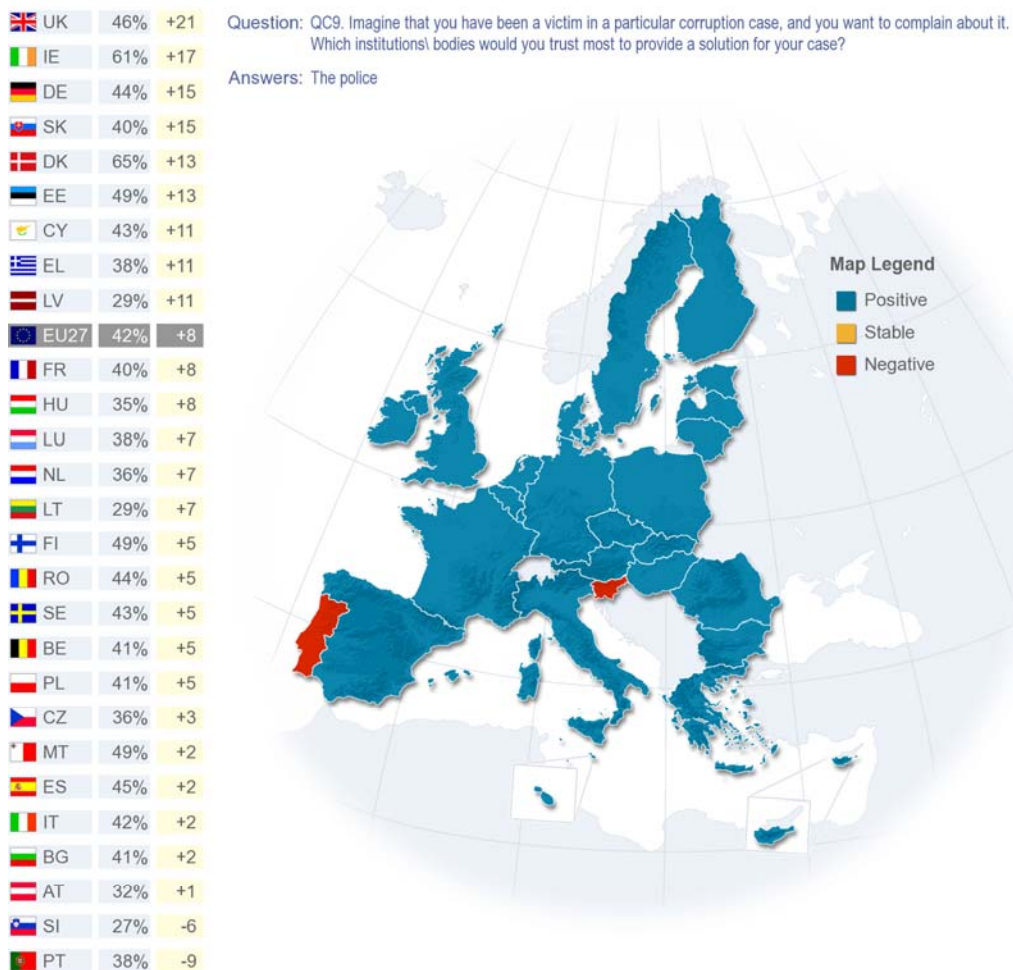 UK 46% +21
IE 61% +17
DE 44% +15
SK 40% +15
DK 65% +13
EE 49% +13
CY 43% +11
EL 38% +11
LV 29% +11
EU27 42% +8
FR 40% +8
HU 35% +8
LU 38% +7
NL 36% +7
LT 29% +7
FI 49% +5
RO 44% +5
SE 43% +5
BE 41% +5
PL 41% +5
CZ 36% +3
MT 49% +2
ES 45% +2
IT 42% +2
BG 41% +2
AT 32% +1
SI 27% -6
PT 38% -9
Question: QC9. Imagine that you have been a victim in a particular corruption case, and you want to complain about it.
Which institutions\ bodies would you trust most to provide a solution for your case?
Answers: The police
Map Legend
Positive
Stable
Negative